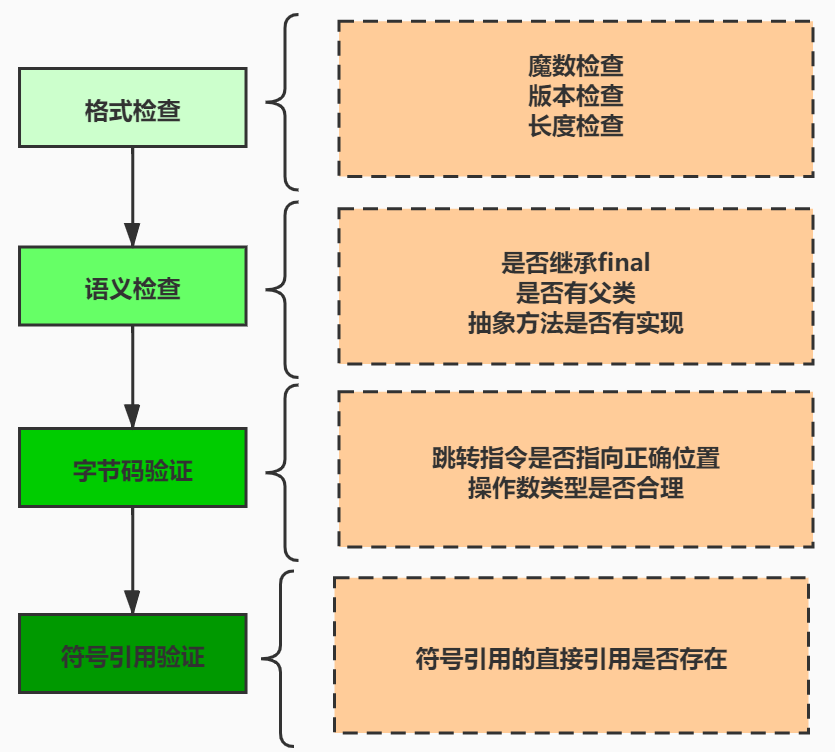 格式检查
魔数检查
版本检查
长度检查
语义检查
是否继承final
是否有父类
抽象方法是否有实现
字节码验证
跳转指令是否指向正确位置
操作数类型是否合理
符号引用验证
符号引用的直接引用是否存在